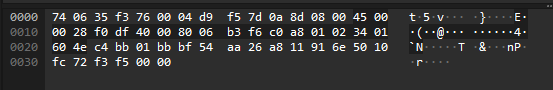 0000 74 06 35 f3 76 00 04 d9 f5 7d 0a 8d 08 00 45 00 t·5·v··· ·}····E·
0010 00 28 f0 df 40 00 80 06 b3 f6 c0 a8 01 02 34 01 ·(··@··· ······4·
0020 60 4e c4 bb 01 bb bf 54 aa 26 a8 11 91 6e 50 10 `N·····T ·&···nP·
0030 fc 72 f3 f5 00 00 ·r····